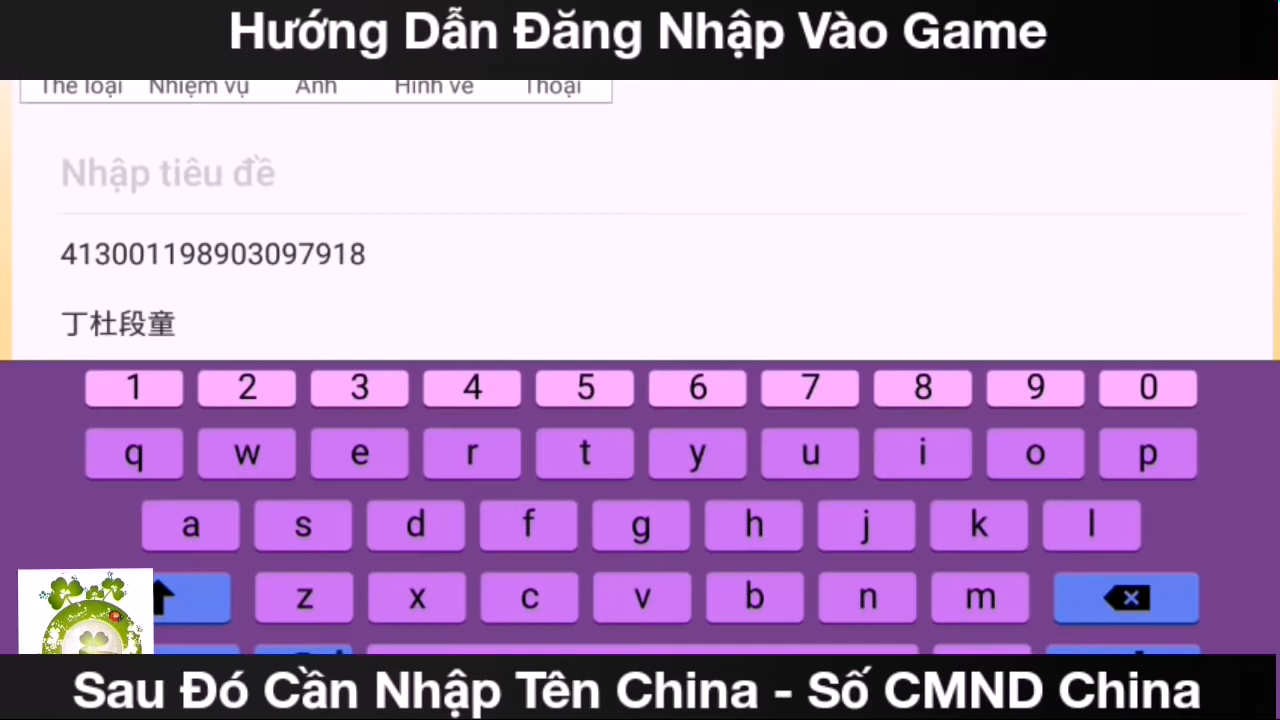 Hướng Dẫn Đăng Nhập Vào Game
Thể loại Nhiệm vụ Ảnh Hình vẽ Thoại
Nhập tiêu đề
413001198903097918
丁杜段童
1 2 3 4 5 6 7 8 9 0
q w e r t y u i o p
a s d f g h j k l
z x c v b n m
Sau Đó Cần Nhập Tên China - Số CMND China